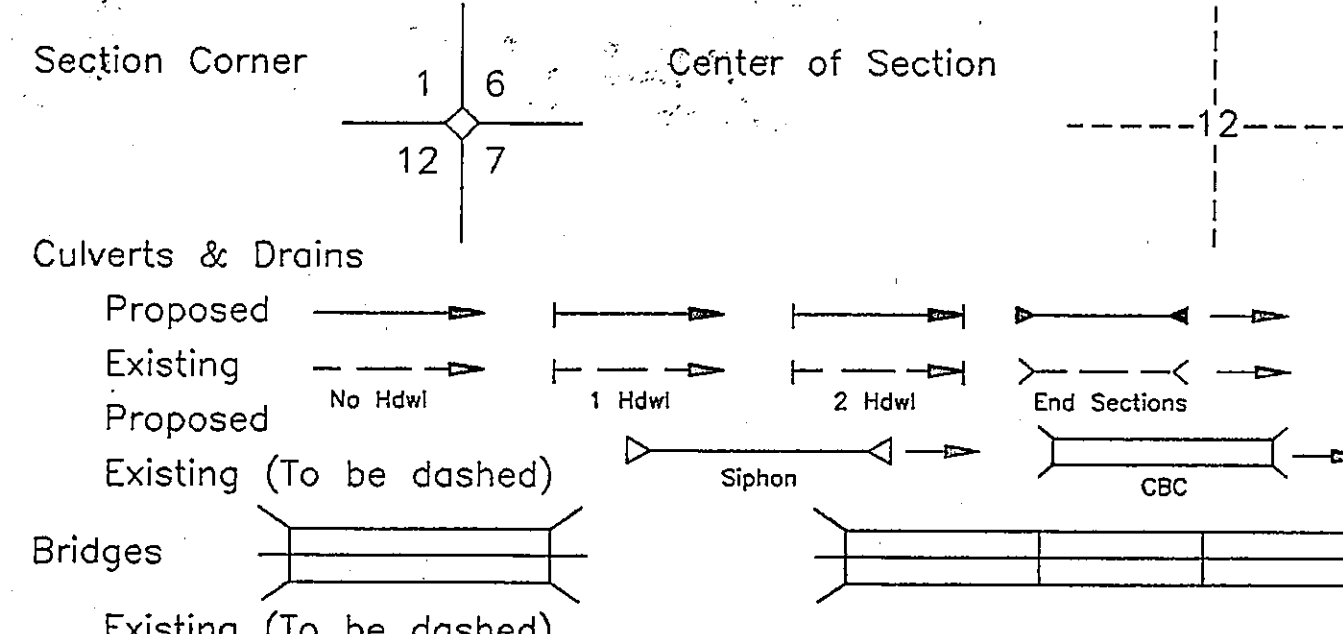 Section Corner
1 6
12 7
Center of Section
12
Culverts & Drains
Proposed
Existing
No Hdwl 1 Hdwl 2 Hdwl End Sections
Proposed
Existing (To be dashed)
Siphon
CBC
Bridges
Existing (To be dashed)